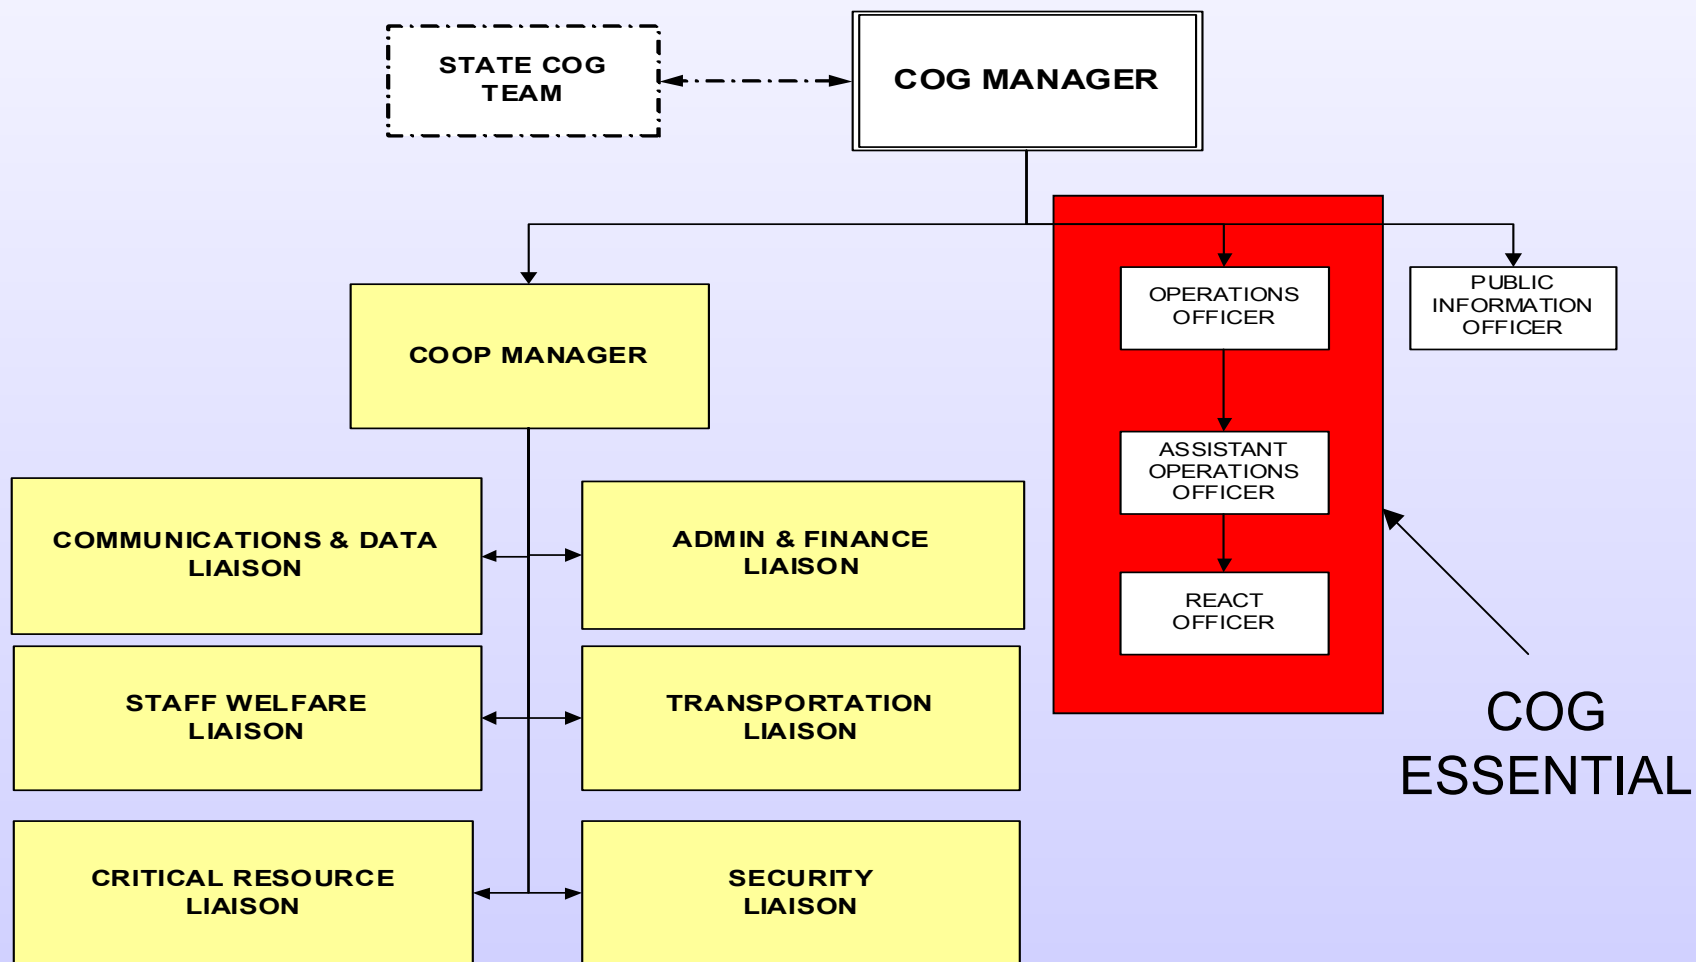 STATE COG
TEAM
COG MANAGER
OPERATIONS
OFFICER
PUBLIC
INFORMATION
OFFICER
COOP MANAGER
ASSISTANT
OPERATIONS
OFFICER
COMMUNICATIONS & DATA
LIAISON
ADMIN & FINANCE
LIAISON
REACT
OFFICER
STAFF WELFARE
LIAISON
TRANSPORTATION
LIAISON
COG
ESSENTIAL
CRITICAL RESOURCE
LIAISON
SECURITY
LIAISON